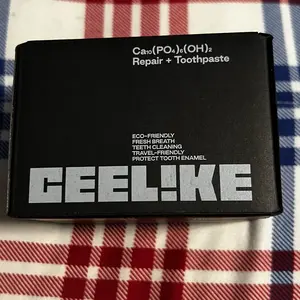 Ca₁₀(PO₄)₆(OH)₂
Repair + Toothpaste
ECO-FRIENDLY
FRESH BREATH
TEETH CLEANING
TRAVEL-FRIENDLY
PROTECT TOOTH ENAMEL
CEEL!KE